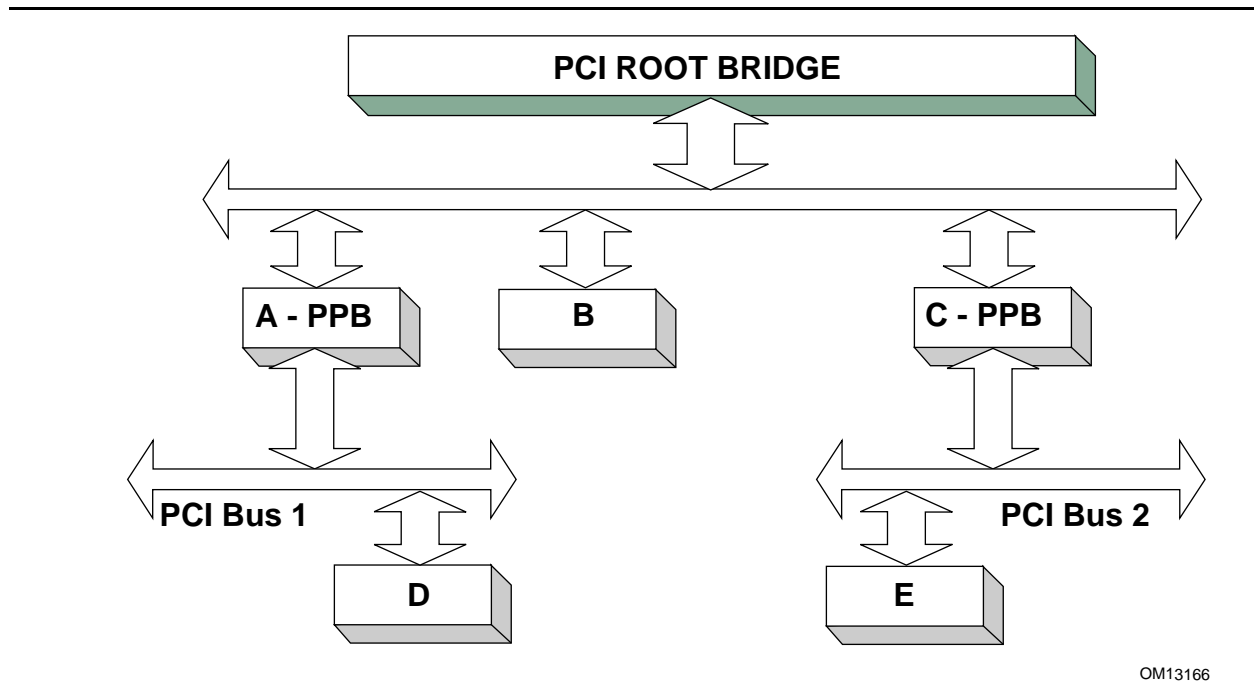 PCI ROOT BRIDGE
A - PPB
B
C - PPB
PCI Bus 1
PCI Bus 2
D
E
OM13166